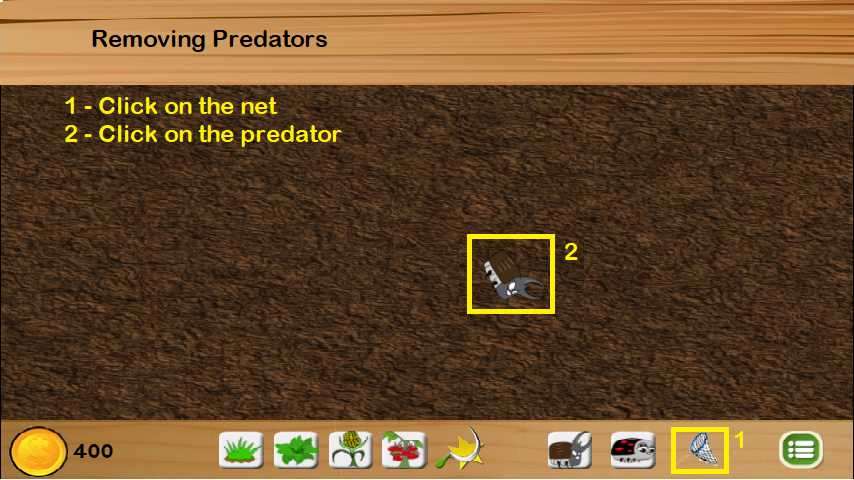 Removing Predators
1 - Click on the net
2 - Click on the predator
2
400
1